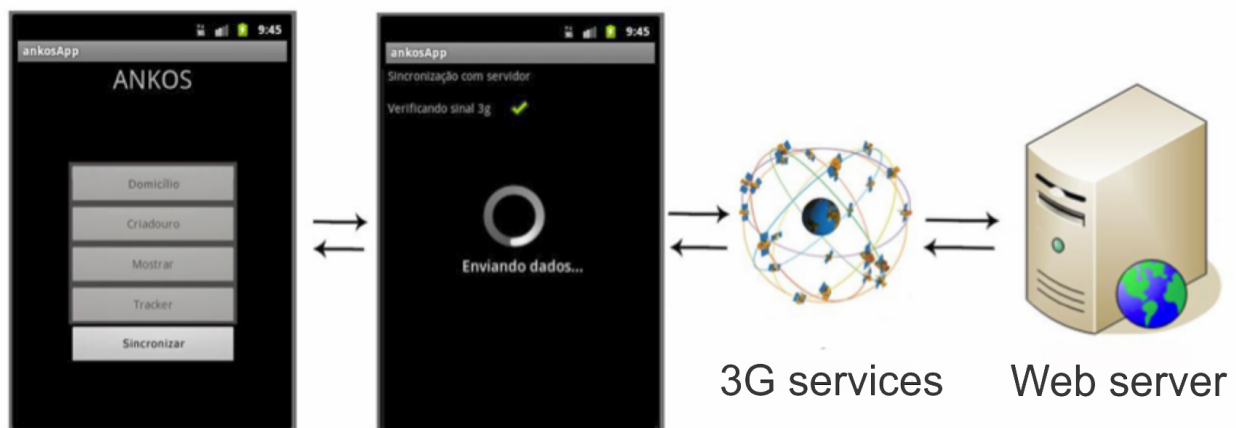 9:45
ankosApp
ANKOS
Domicílio
Criadouro
Mostrar
Tracker
Sincronizar
9:45
ankosApp
Sincronização com servidor
Verificando sinal 3g
Enviando dados...
3G services
Web server